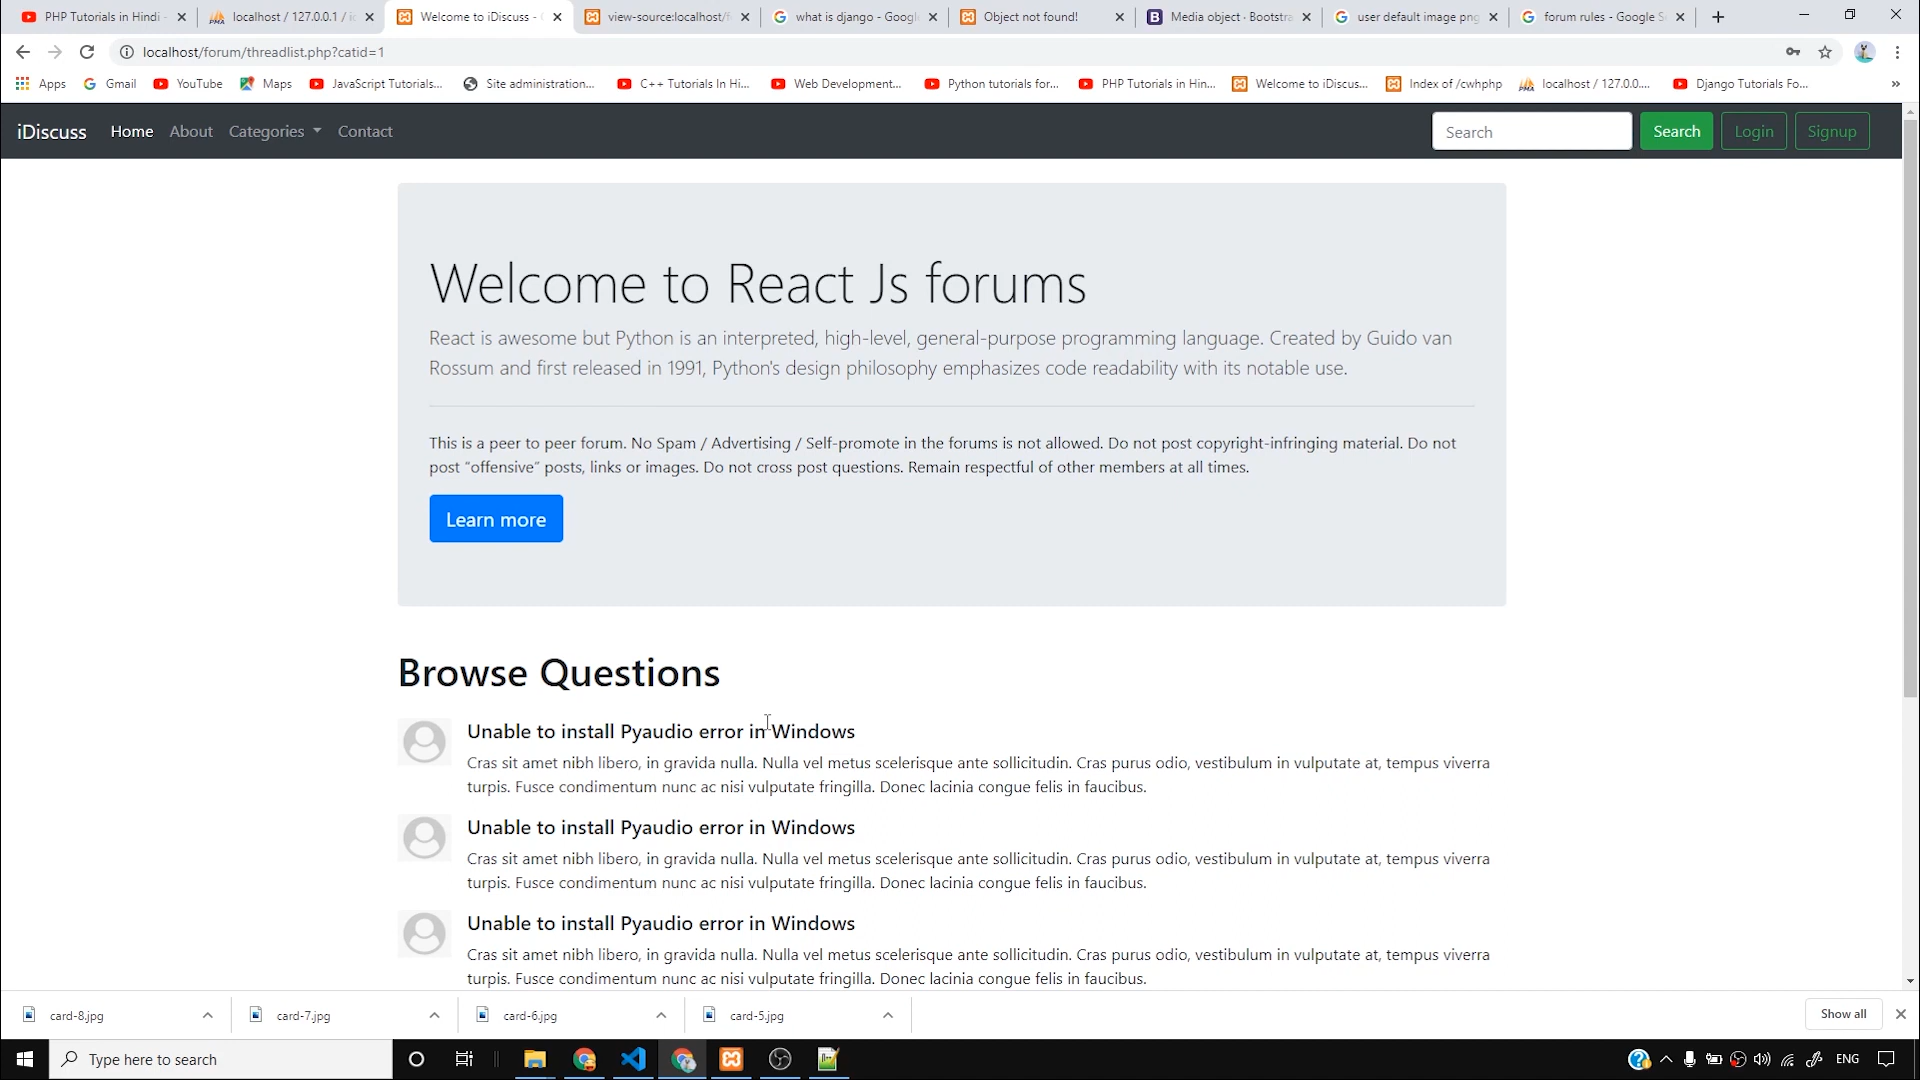 PHP Tutorials in Hindi -
localhost / 127.0.0.1 / ic
Welcome to iDiscuss - C
view-source:localhost/f
what is django - Google
Object not found!
Media object · Bootstra
user default image png
forum rules - Google S
localhost/forum/threadlist.php?catid=1
Apps
Gmail
YouTube
Maps
JavaScript Tutorials...
Site administration...
C++ Tutorials In Hi...
Web Development...
Python tutorials for...
PHP Tutorials in Hin...
Welcome to iDiscus...
Index of /cwhphp
localhost / 127.0.0....
Django Tutorials Fo...
»
iDiscuss
Home
About
Categories
Contact
Search
Search
Login
Signup
Welcome to React Js forums
React is awesome but Python is an interpreted, high-level, general-purpose programming language. Created by Guido van
Rossum and first released in 1991, Python's design philosophy emphasizes code readability with its notable use.
This is a peer to peer forum. No Spam / Advertising / Self-promote in the forums is not allowed. Do not post copyright-infringing material. Do not
post “offensive” posts, links or images. Do not cross post questions. Remain respectful of other members at all times.
Learn more
Browse Questions
Unable to install Pyaudio error in Windows
Cras sit amet nibh libero, in gravida nulla. Nulla vel metus scelerisque ante sollicitudin. Cras purus odio, vestibulum in vulputate at, tempus viverra
turpis. Fusce condimentum nunc ac nisi vulputate fringilla. Donec lacinia congue felis in faucibus.
Unable to install Pyaudio error in Windows
Cras sit amet nibh libero, in gravida nulla. Nulla vel metus scelerisque ante sollicitudin. Cras purus odio, vestibulum in vulputate at, tempus viverra
turpis. Fusce condimentum nunc ac nisi vulputate fringilla. Donec lacinia congue felis in faucibus.
Unable to install Pyaudio error in Windows
Cras sit amet nibh libero, in gravida nulla. Nulla vel metus scelerisque ante sollicitudin. Cras purus odio, vestibulum in vulputate at, tempus viverra
turpis. Fusce condimentum nunc ac nisi vulputate fringilla. Donec lacinia congue felis in faucibus.
card-8.jpg
card-7.jpg
card-6.jpg
card-5.jpg
Show all
Type here to search
ENG